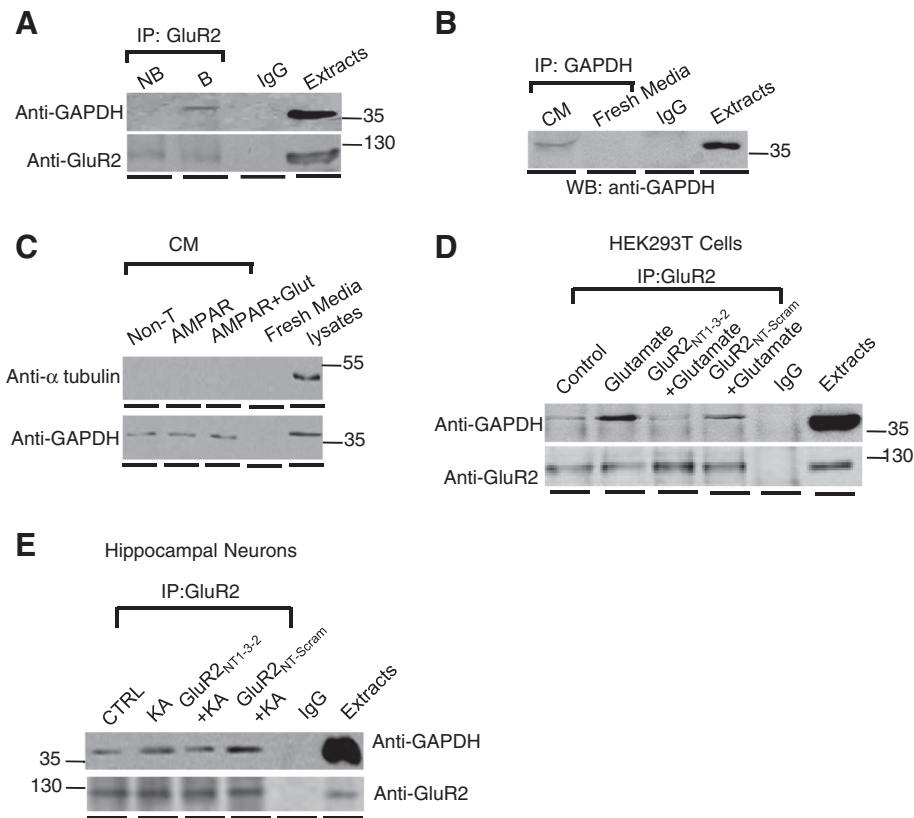 A
IP: GluR2
NB B IgG Extracts
Anti-GAPDH
35
130
Anti-GluR2
B
IP: GAPDH
CM Fresh Media IgG Extracts
35
WB: anti-GAPDH
C
CM
Non-T AMPAR AMPAR+Glut Fresh Media lysates
55
Anti-α tubulin
Anti-GAPDH
35
D
HEK293T Cells
IP:GluR2
Control Glutamate GluR2NT1-3-2 +Glutamate GluR2NT-Scram +Glutamate IgG Extracts
Anti-GAPDH
35
130
Anti-GluR2
E
Hippocampal Neurons
IP:GluR2
CTRL KA GluR2NT1-3-2 +KA GluR2NT-Scram +KA IgG Extracts
35
Anti-GAPDH
130
Anti-GluR2